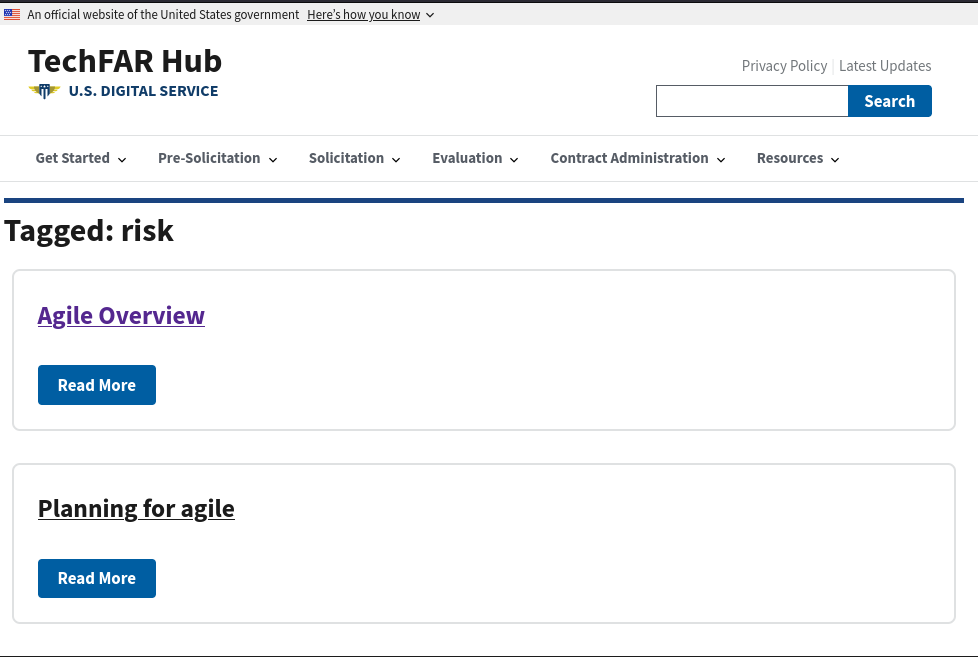 An official website of the United States government Here's how you know
TechFAR Hub
U.S. DIGITAL SERVICE
Privacy Policy Latest Updates
Search
Get Started Pre-Solicitation Solicitation Evaluation Contract Administration Resources
Tagged: risk
Agile Overview
Read More
Planning for agile
Read More